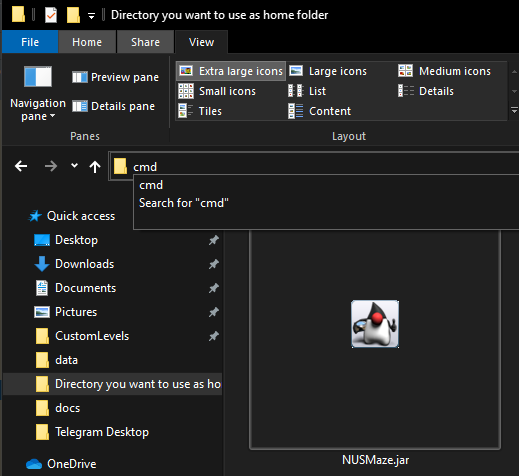 Directory you want to use as home folder
File Home Share View
Navigation pane
Preview pane
Details pane
Panes
Extra large icons Large icons Medium icons
Small icons List Details
Tiles Content
Layout
cmd
cmd
Search for "cmd"
Quick access
Desktop
Downloads
Documents
Pictures
CustomLevels
data
Directory you want to use as ho
docs
Telegram Desktop
OneDrive
NUSMaze.jar